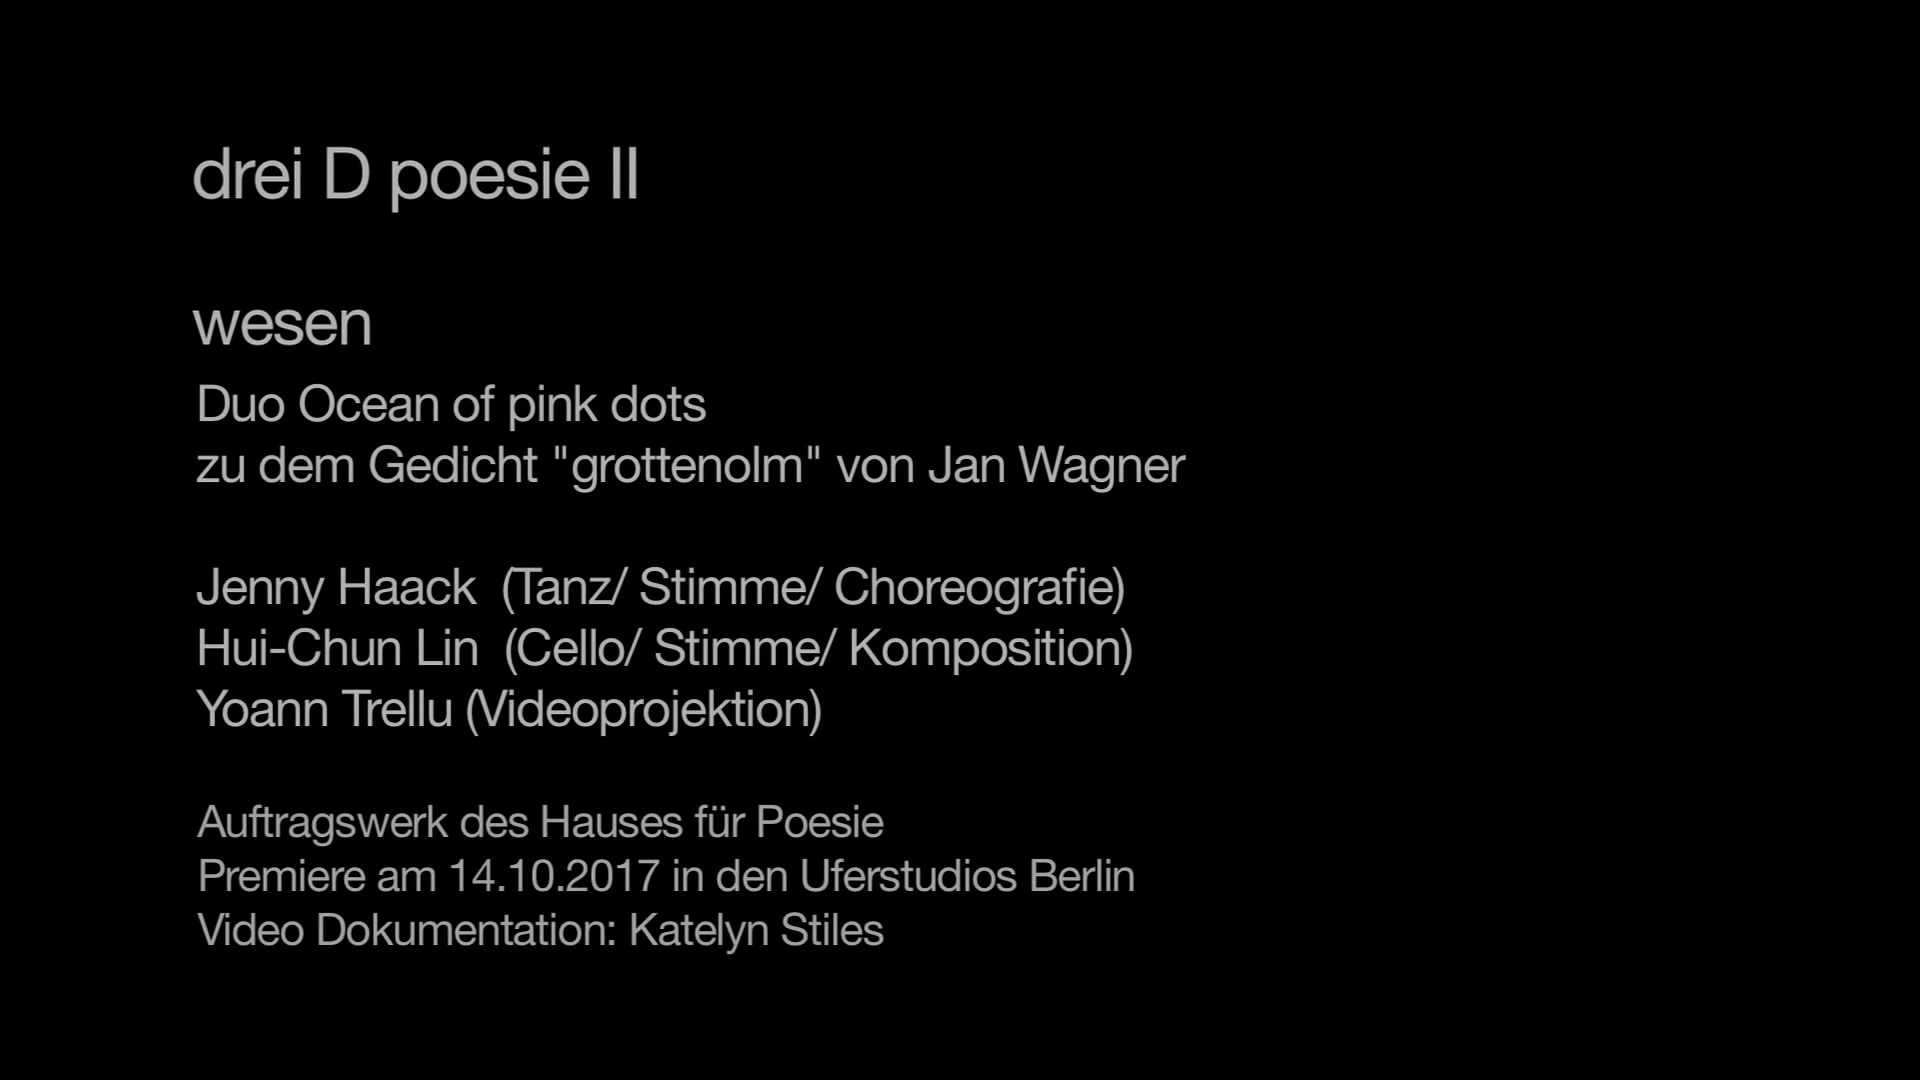 drei D poesie II
wesen
Duo Ocean of pink dots
zu dem Gedicht "grottenolm" von Jan Wagner
Jenny Haack  (Tanz/ Stimme/ Choreografie)
Hui-Chun Lin  (Cello/ Stimme/ Komposition)
Yoann Trellu (Videoprojektion)
Auftragswerk des Hauses für Poesie
Premiere am 14.10.2017 in den Uferstudios Berlin
Video Dokumentation: Katelyn Stiles